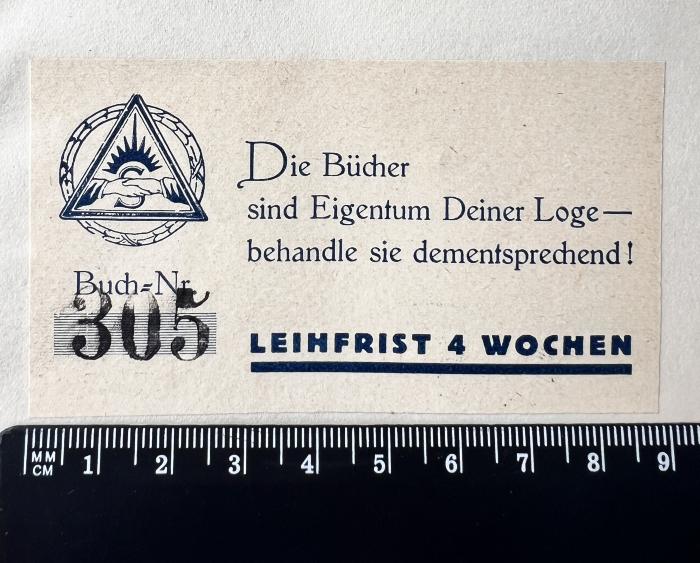 Die Bücher
sind Eigentum Deiner Loge—
behandle sie dementsprechend!
Buch-Nr.
305
LEIHFRIST 4 WOCHEN
MM
CM
1 2 3 4 5 6 7 8 9